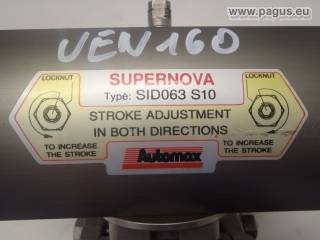 www.pagus.eu
VEN 160
LOCKNUT
SUPERNOVA
LOCKNUT
Type: SID063 S10
STROKE ADJUSTMENT
IN BOTH DIRECTIONS
TO INCREASE
THE STROKE
Automax
TO INCREASE
THE STROKE